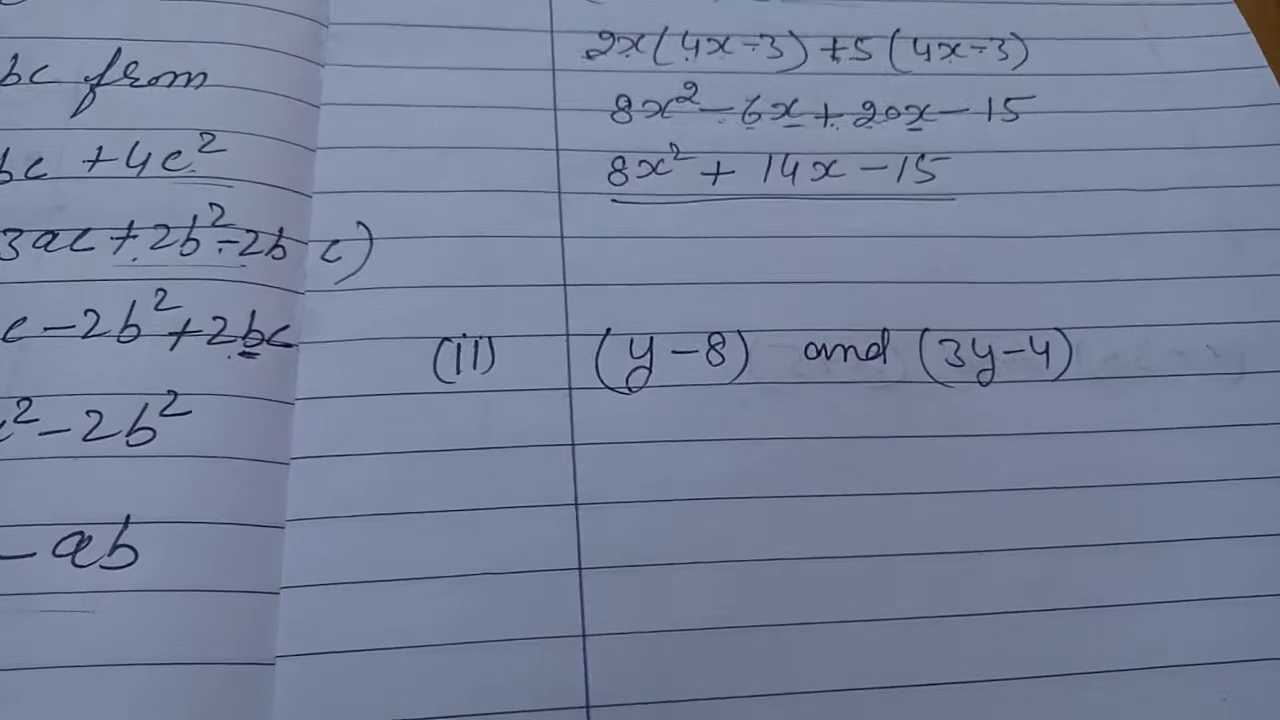 bc from
bc +4c²
3ac+2b²-2bc)
c-2b²+2bc
c²-2b²
-ab
2x(4x-3)+5(4x-3)
8x²-6x+20x-15
8x²+14x-15
(ii) (y-8) and (3y-4)